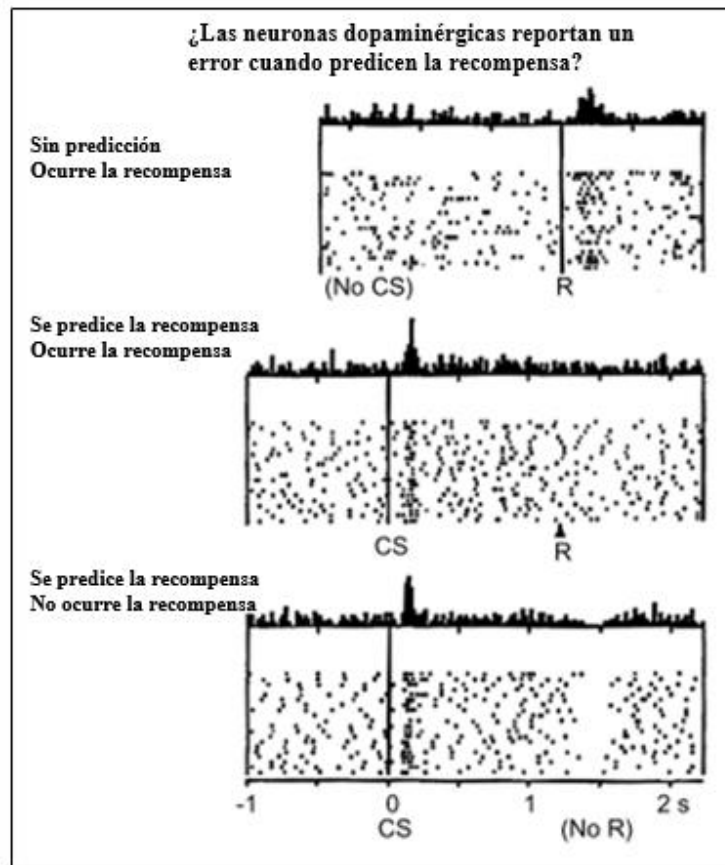 ¿Las neuronas dopaminérgicas reportan un
error cuando predicen la recompensa?
Sin predicción
Ocurre la recompensa
(No CS)
R
Se predice la recompensa
Ocurre la recompensa
CS
R
Se predice la recompensa
No ocurre la recompensa
-1 0 1 2 s
CS (No R)